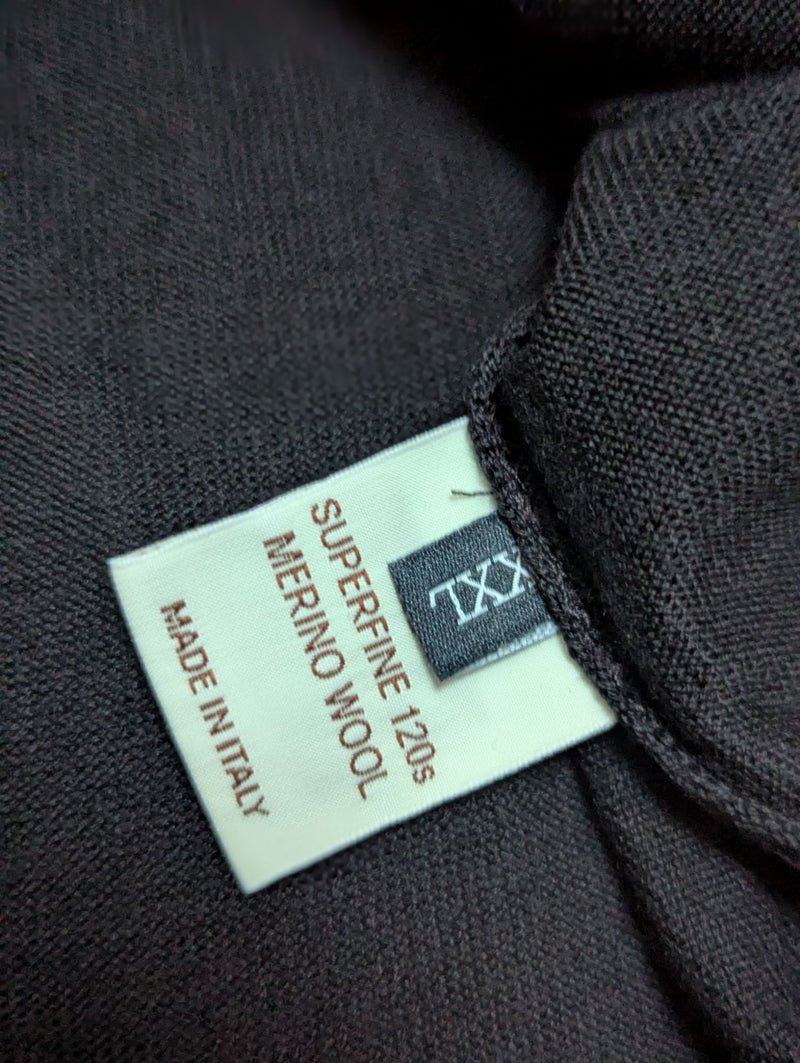 XXL
SUPERFINE 120s
MERINO WOOL
MADE IN ITALY